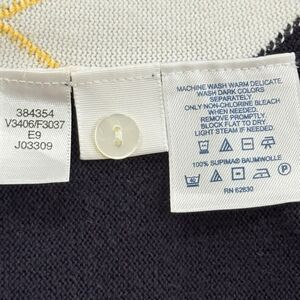 384354
V3406/F3037
E9
J03309
MACHINE WASH WARM DELICATE.
WASH DARK COLORS
SEPARATELY
ONLY NON-CHLORINE BLEACH
WHEN NEEDED.
REMOVE PROMPTLY.
BLOCK FLAT TO DRY
LIGHT STEAM IF NEEDED.
100% SUPIMA® BAUMWOLLE
RN 62830